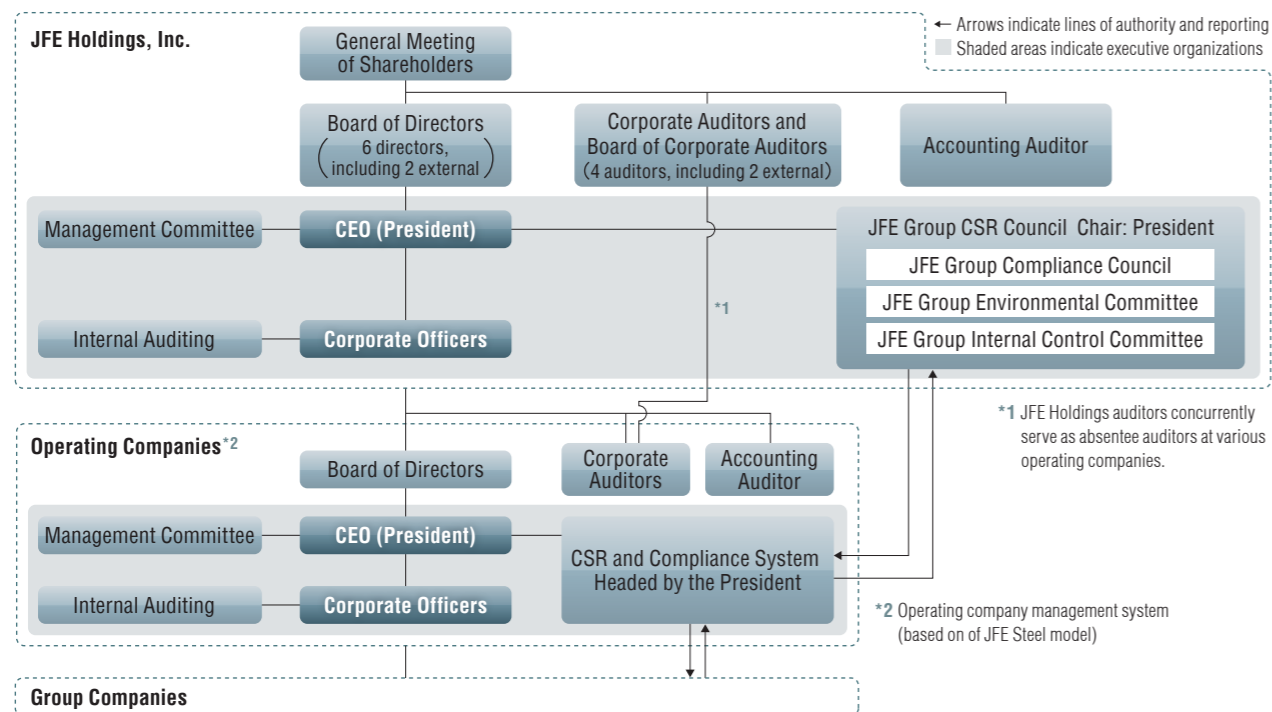 ← Arrows indicate lines of authority and reporting
Shaded areas indicate executive organizations
JFE Holdings, Inc.
General Meeting
of Shareholders
Board of Directors
(6 directors,
including 2 external)
Corporate Auditors and
Board of Corporate Auditors
(4 auditors, including 2 external)
Accounting Auditor
Management Committee
CEO (President)
JFE Group CSR Council Chair: President
JFE Group Compliance Council
JFE Group Environmental Committee
JFE Group Internal Control Committee
*1
Internal Auditing
Corporate Officers
*1 JFE Holdings auditors concurrently
serve as absentee auditors at various
operating companies.
Operating Companies*2
Board of Directors
Corporate
Auditors
Accounting
Auditor
Management Committee
CEO (President)
CSR and Compliance System
Headed by the President
Internal Auditing
Corporate Officers
*2 Operating company management system
(based on of JFE Steel model)
Group Companies